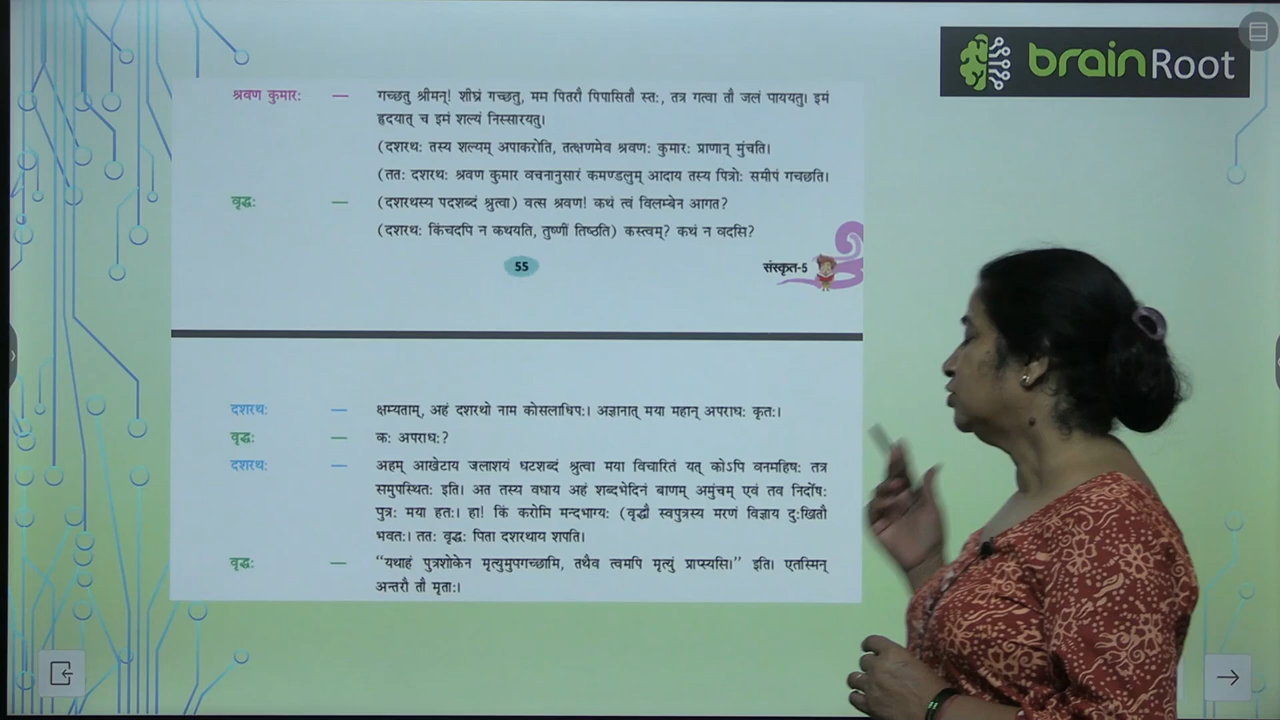 brainRoot
श्रवण कुमारः — गच्छतु श्रीमन्! शीघ्रं गच्छतु, मम पितरौ पिपासितौ स्तः, तत्र गत्वा तौ जलं पाययतु। इमं
हृदयात् च इमं शल्यं निस्सारयतु।
(दशरथः तस्य शल्यम् अपाकरोति, तत्क्षणमेव श्रवणः कुमारः प्राणान् मुंचति।
(ततः दशरथः श्रवण कुमार वचनानुसारं कमण्डलुम् आदाय तस्य पित्रोः समीपं गचछति।
वृद्धः — (दशरथस्य पदशब्दं श्रुत्वा) वत्स श्रवण! कथं त्वं विलम्बेन आगत?
(दशरथः किंचदपि न कथयति, तुष्णीं तिष्ठति) कस्त्वम्? कथं न वदसि?
55
संस्कृत-5
दशरथः — क्षम्यताम्, अहं दशरथो नाम कोसलाधिपः। अज्ञानात् मया महान् अपराधः कृतः।
वृद्धः — कः अपराधः?
दशरथः — अहम् आखेटाय जलाशयं घटशब्दं श्रुत्वा मया विचारितं यत् कोऽपि वनमहिषः तत्र
समुपस्थितः इति। अत तस्य वधाय अहं शब्दभेदिनं बाणम् अमुंचम् एवं तव निर्दोषः
पुत्रः मया हतः। हा! किं करोमि मन्दभाग्यः (वृद्धौ स्वपुत्रस्य मरणं विज्ञाय दुःखितौ
भवतः। ततः वृद्धः पिता दशरथाय शपति।
वृद्धः — “यथाहं पुत्रशोकेन मृत्युमुपगच्छामि, तथैव त्वमपि मृत्युं प्राप्स्यसि।” इति। एतस्मिन्
अन्तरौ तौ मृताः।